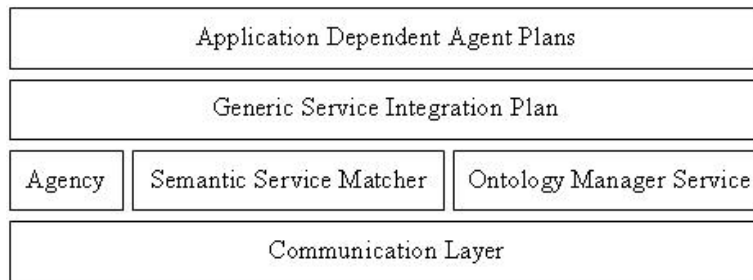 Application Dependent Agent Plans
Generic Service Integration Plan
Agency Semantic Service Matcher Ontology Manager Service
Communication Layer